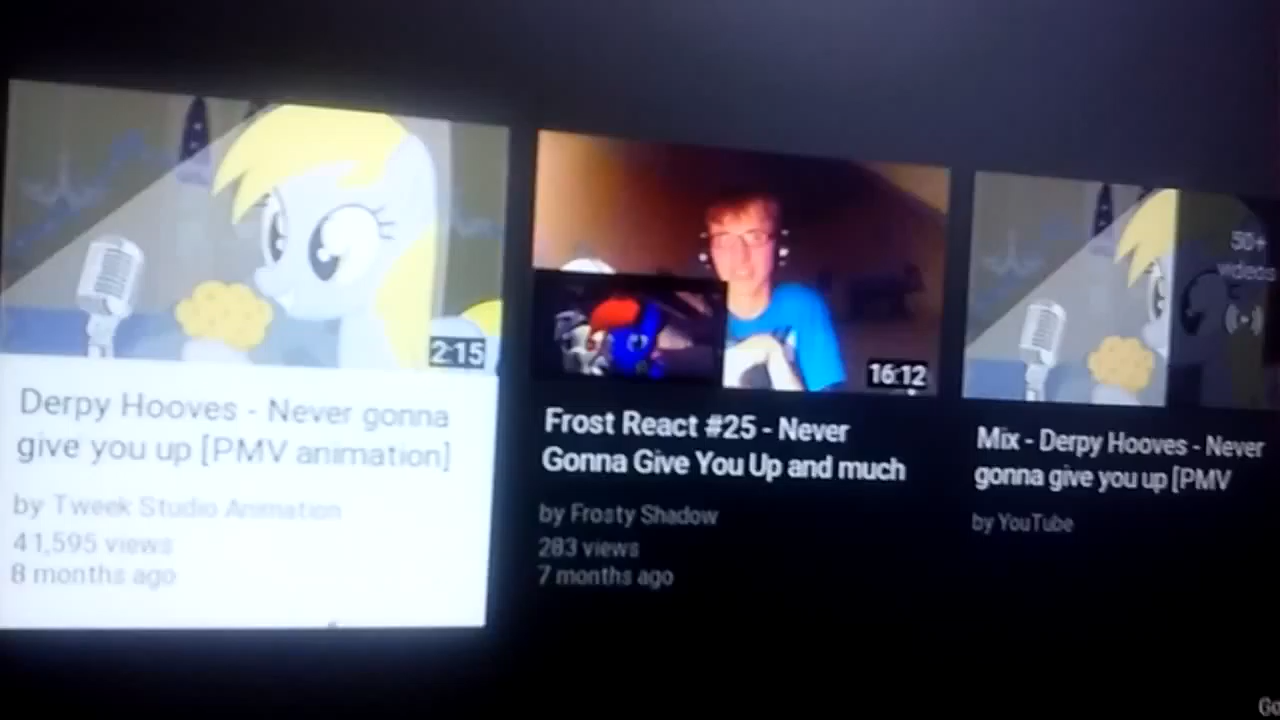 2:15
Derpy Hooves - Never gonna
give you up [PMV animation]
by Tweek Studio Animation
41,595 views
8 months ago
16:12
Frost React #25 - Never
Gonna Give You Up and much
by Frosty Shadow
283 views
7 months ago
50+
videos
Mix - Derpy Hooves - Never
gonna give you up [PMV
by YouTube